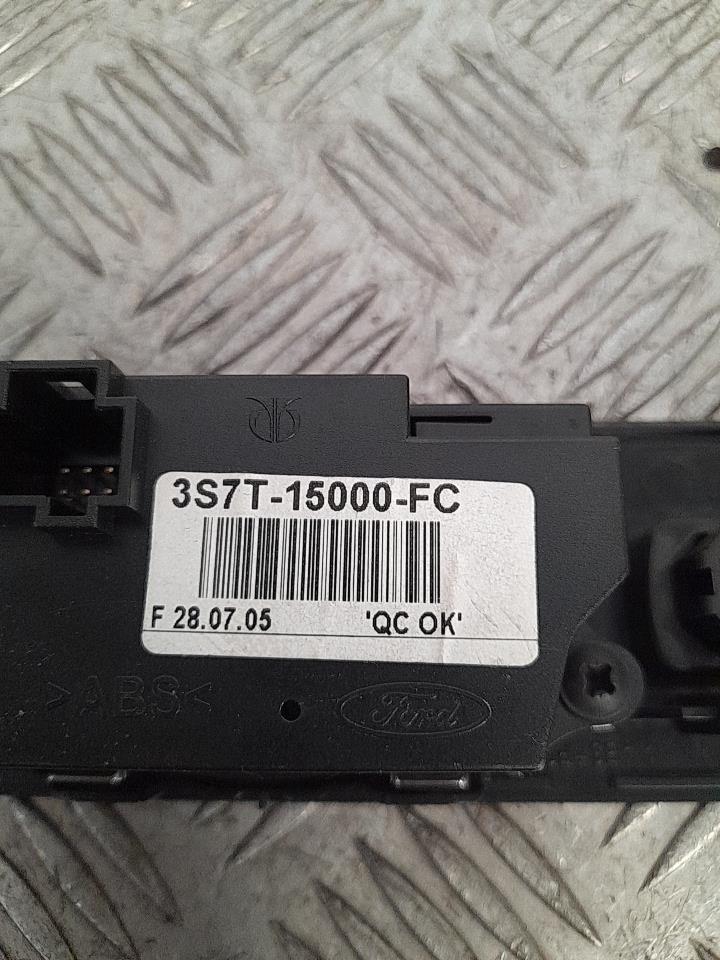 3S7T-15000-FC
F 28.07.05 'QC OK'
>ABS<
Ford